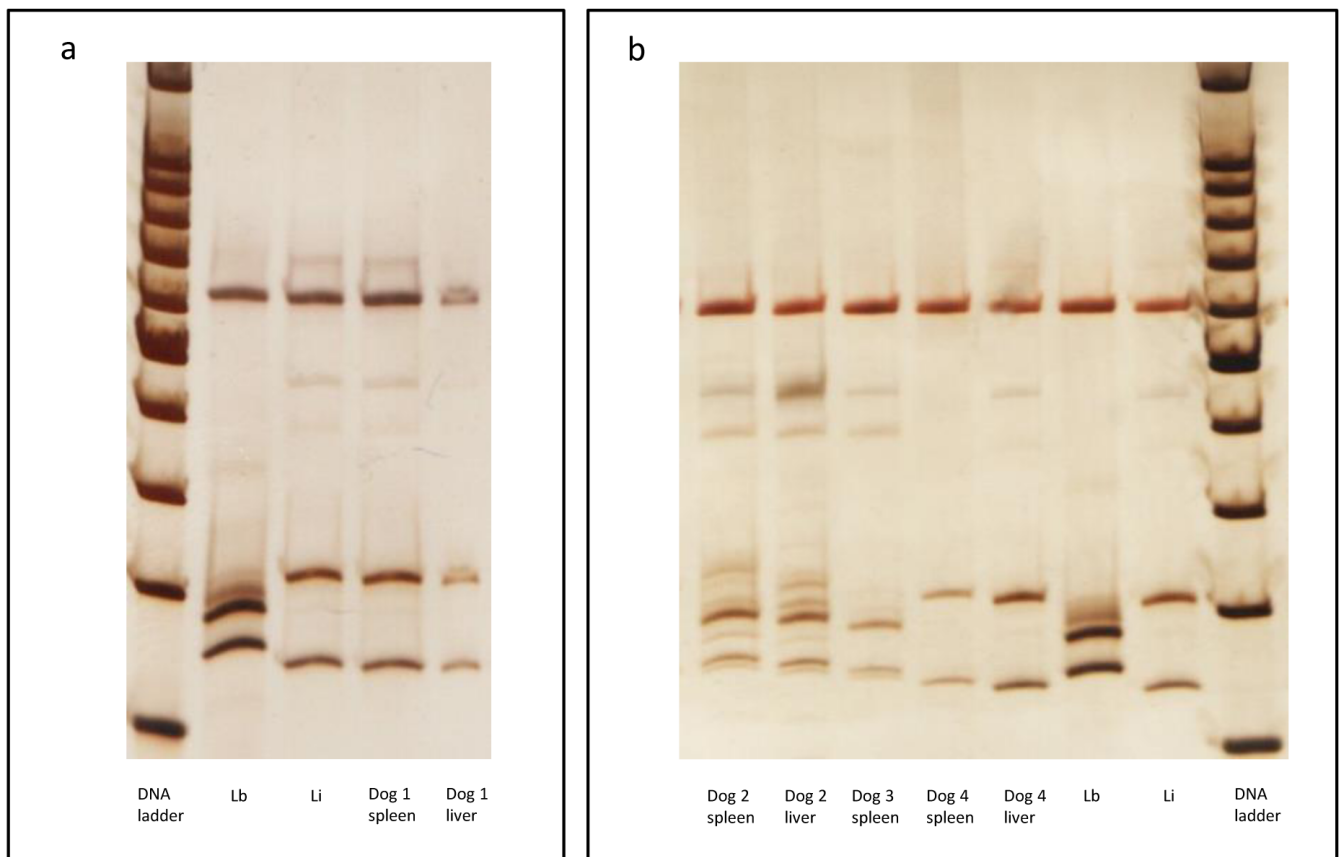 a
DNA
ladder
Lb
Li
Dog 1
spleen
Dog 1
liver
b
Dog 2
spleen
Dog 2
liver
Dog 3
spleen
Dog 4
spleen
Dog 4
liver
Lb
Li
DNA
ladder